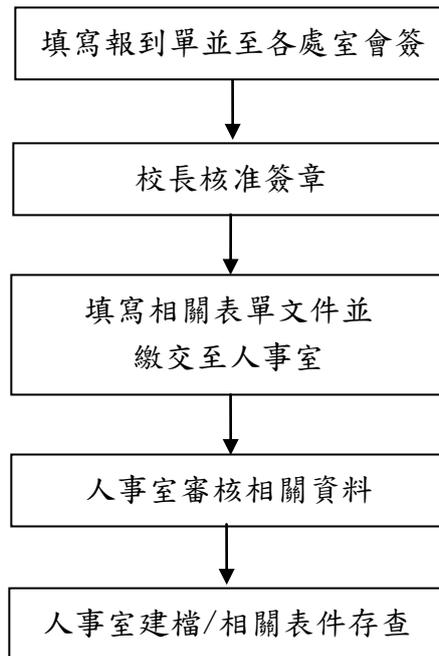 填寫報到單並至各處室會簽
校長核准簽章
填寫相關表單文件並
繳交至人事室
人事室審核相關資料
人事室建檔/相關表件存查